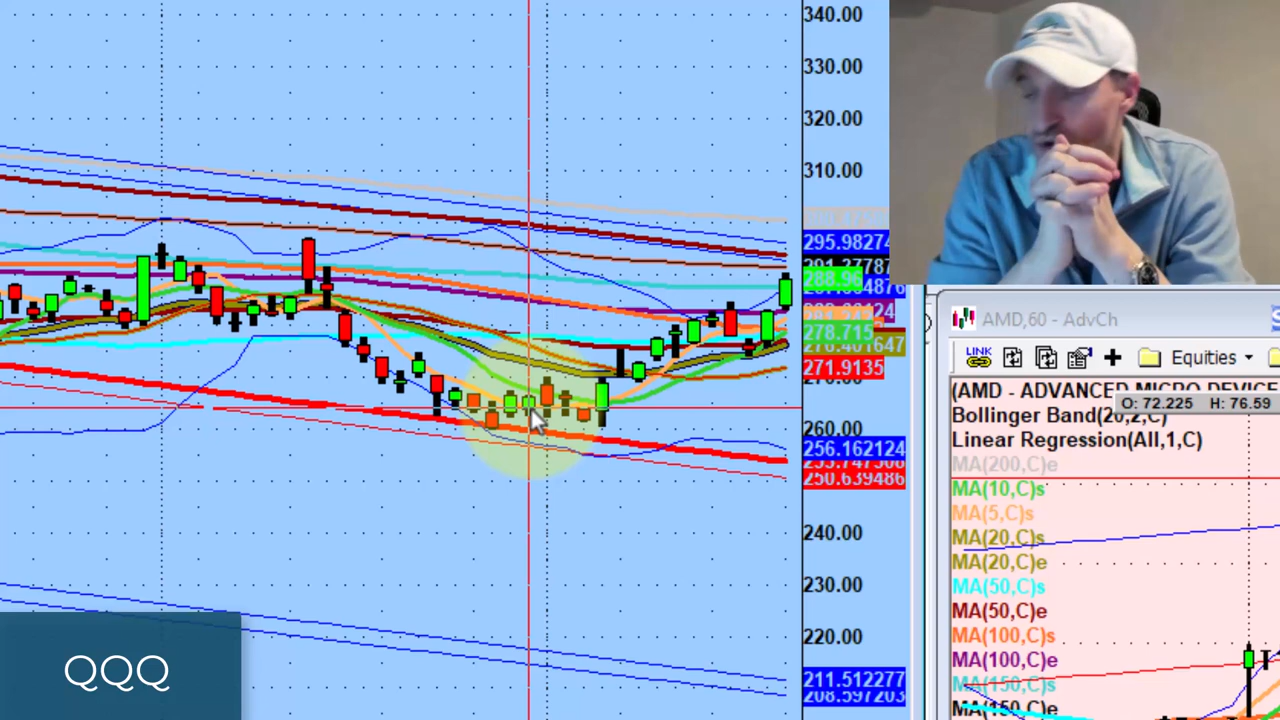 340.00
330.00
320.00
310.00
295.98274
288.96
278.715
271.9135
260.00
256.162124
250.639486
240.00
230.00
220.00
211.512277
208.597203
QQQ
AMD,60 - AdvCh
LINK
Equities
(AMD - ADVANCED MICRO DEVICE
O: 72.225 H: 76.59
Bollinger Band(20,2,C)
Linear Regression(All,1,C)
MA(200,C)e
MA(10,C)s
MA(5,C)s
MA(20,C)s
MA(20,C)e
MA(50,C)s
MA(50,C)e
MA(100,C)s
MA(100,C)e
MA(150,C)s
MA(150,C)e